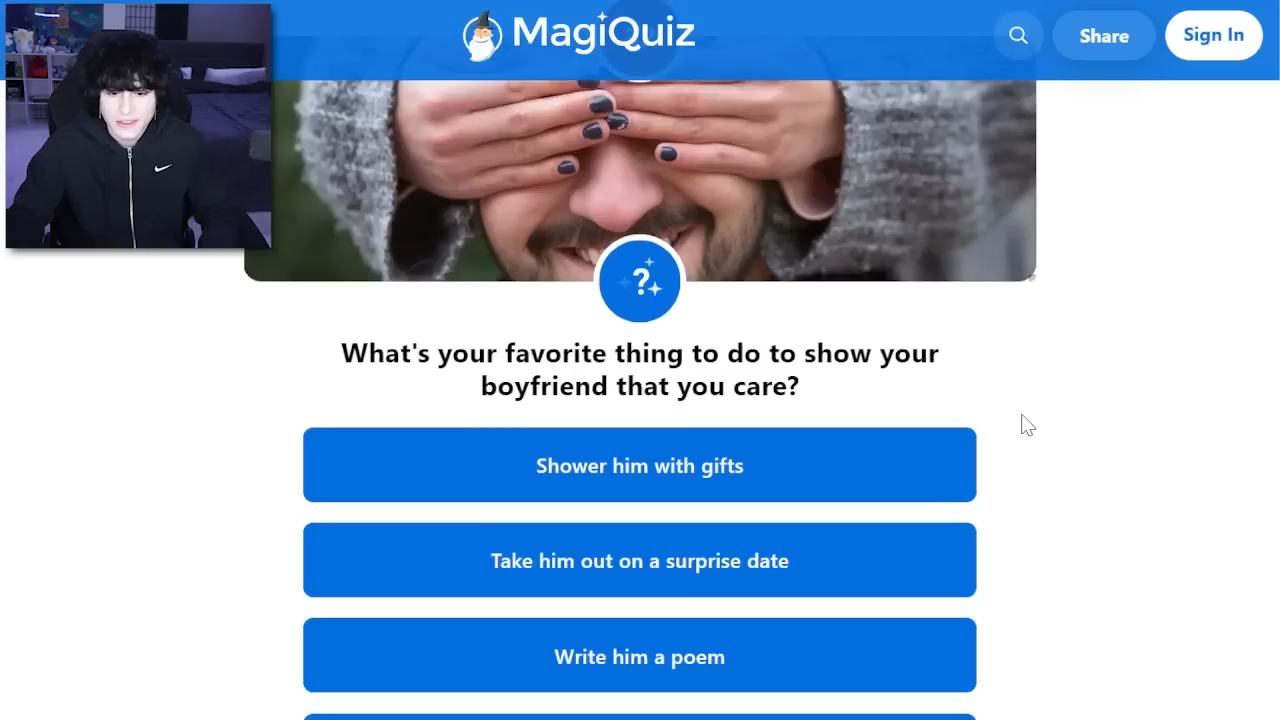 MagiQuiz
Share
Sign In
?
What's your favorite thing to do to show your
boyfriend that you care?
Shower him with gifts
Take him out on a surprise date
Write him a poem